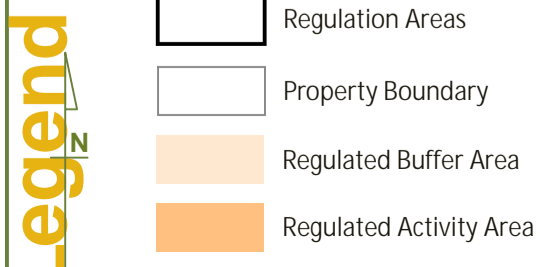 Legend
N
Regulation Areas
Property Boundary
Regulated Buffer Area
Regulated Activity Area